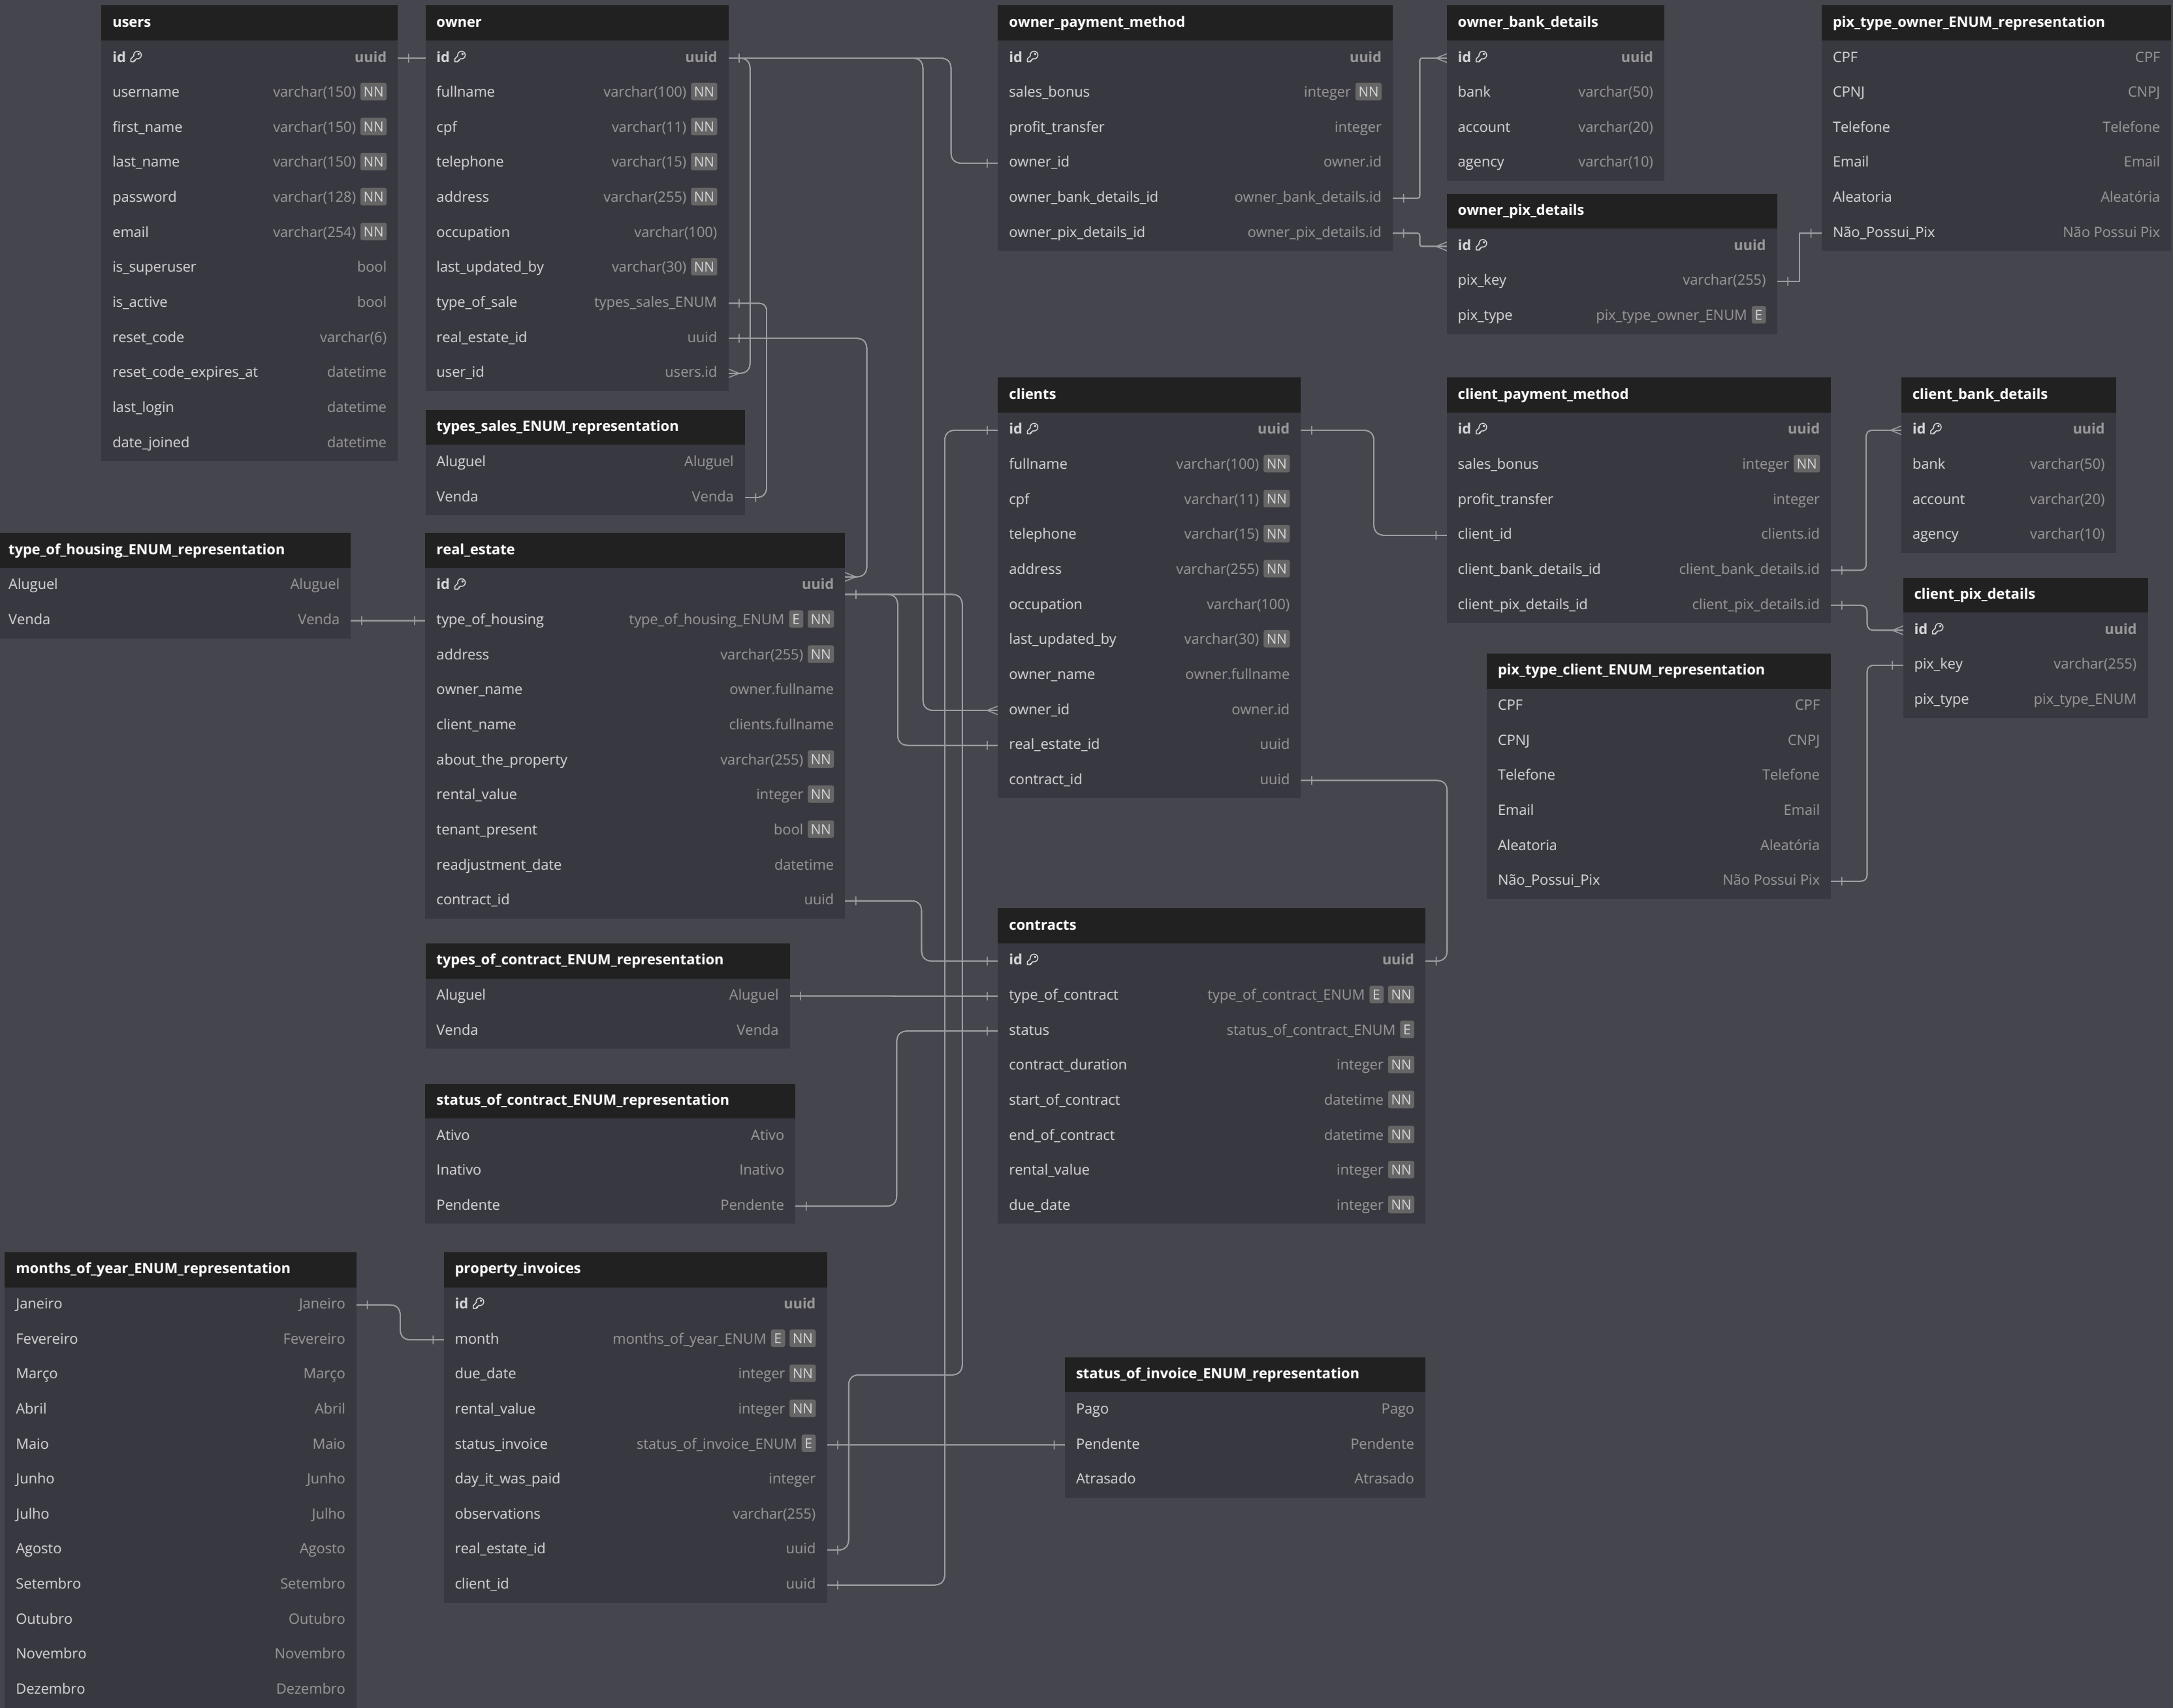 users
id uuid
username varchar(150) NN
first_name varchar(150) NN
last_name varchar(150) NN
password varchar(128) NN
email varchar(254) NN
is_superuser bool
is_active bool
reset_code varchar(6)
reset_code_expires_at datetime
last_login datetime
date_joined datetime
owner
id uuid
fullname varchar(100) NN
cpf varchar(11) NN
telephone varchar(15) NN
address varchar(255) NN
occupation varchar(100)
last_updated_by varchar(30) NN
type_of_sale types_sales_ENUM
real_estate_id uuid
user_id users.id
owner_payment_method
id uuid
sales_bonus integer NN
profit_transfer integer
owner_id owner.id
owner_bank_details_id owner_bank_details.id
owner_pix_details_id owner_pix_details.id
owner_bank_details
id uuid
bank varchar(50)
account varchar(20)
agency varchar(10)
pix_type_owner_ENUM_representation
CPF CPF
CPNJ CNPJ
Telefone Telefone
Email Email
Aleatoria Aleatória
Não_Possui_Pix Não Possui Pix
owner_pix_details
id uuid
pix_key varchar(255)
pix_type pix_type_owner_ENUM E
types_sales_ENUM_representation
Aluguel Aluguel
Venda Venda
clients
id uuid
fullname varchar(100) NN
cpf varchar(11) NN
telephone varchar(15) NN
address varchar(255) NN
occupation varchar(100)
last_updated_by varchar(30) NN
owner_name owner.fullname
owner_id owner.id
real_estate_id uuid
contract_id uuid
client_payment_method
id uuid
sales_bonus integer NN
profit_transfer integer
client_id clients.id
client_bank_details_id client_bank_details.id
client_pix_details_id client_pix_details.id
client_bank_details
id uuid
bank varchar(50)
account varchar(20)
agency varchar(10)
client_pix_details
id uuid
pix_key varchar(255)
pix_type pix_type_ENUM
type_of_housing_ENUM_representation
Aluguel Aluguel
Venda Venda
real_estate
id uuid
type_of_housing type_of_housing_ENUM E NN
address varchar(255) NN
owner_name owner.fullname
client_name clients.fullname
about_the_property varchar(255) NN
rental_value integer NN
tenant_present bool NN
readjustment_date datetime
contract_id uuid
pix_type_client_ENUM_representation
CPF CPF
CPNJ CNPJ
Telefone Telefone
Email Email
Aleatoria Aleatória
Não_Possui_Pix Não Possui Pix
types_of_contract_ENUM_representation
Aluguel Aluguel
Venda Venda
contracts
id uuid
type_of_contract type_of_contract_ENUM E NN
status status_of_contract_ENUM E
contract_duration integer NN
start_of_contract datetime NN
end_of_contract datetime NN
rental_value integer NN
due_date integer NN
status_of_contract_ENUM_representation
Ativo Ativo
Inativo Inativo
Pendente Pendente
months_of_year_ENUM_representation
Janeiro Janeiro
Fevereiro Fevereiro
Março Março
Abril Abril
Maio Maio
Junho Junho
Julho Julho
Agosto Agosto
Setembro Setembro
Outubro Outubro
Novembro Novembro
Dezembro Dezembro
property_invoices
id uuid
month months_of_year_ENUM E NN
due_date integer NN
rental_value integer NN
status_invoice status_of_invoice_ENUM E
day_it_was_paid integer
observations varchar(255)
real_estate_id uuid
client_id uuid
status_of_invoice_ENUM_representation
Pago Pago
Pendente Pendente
Atrasado Atrasado